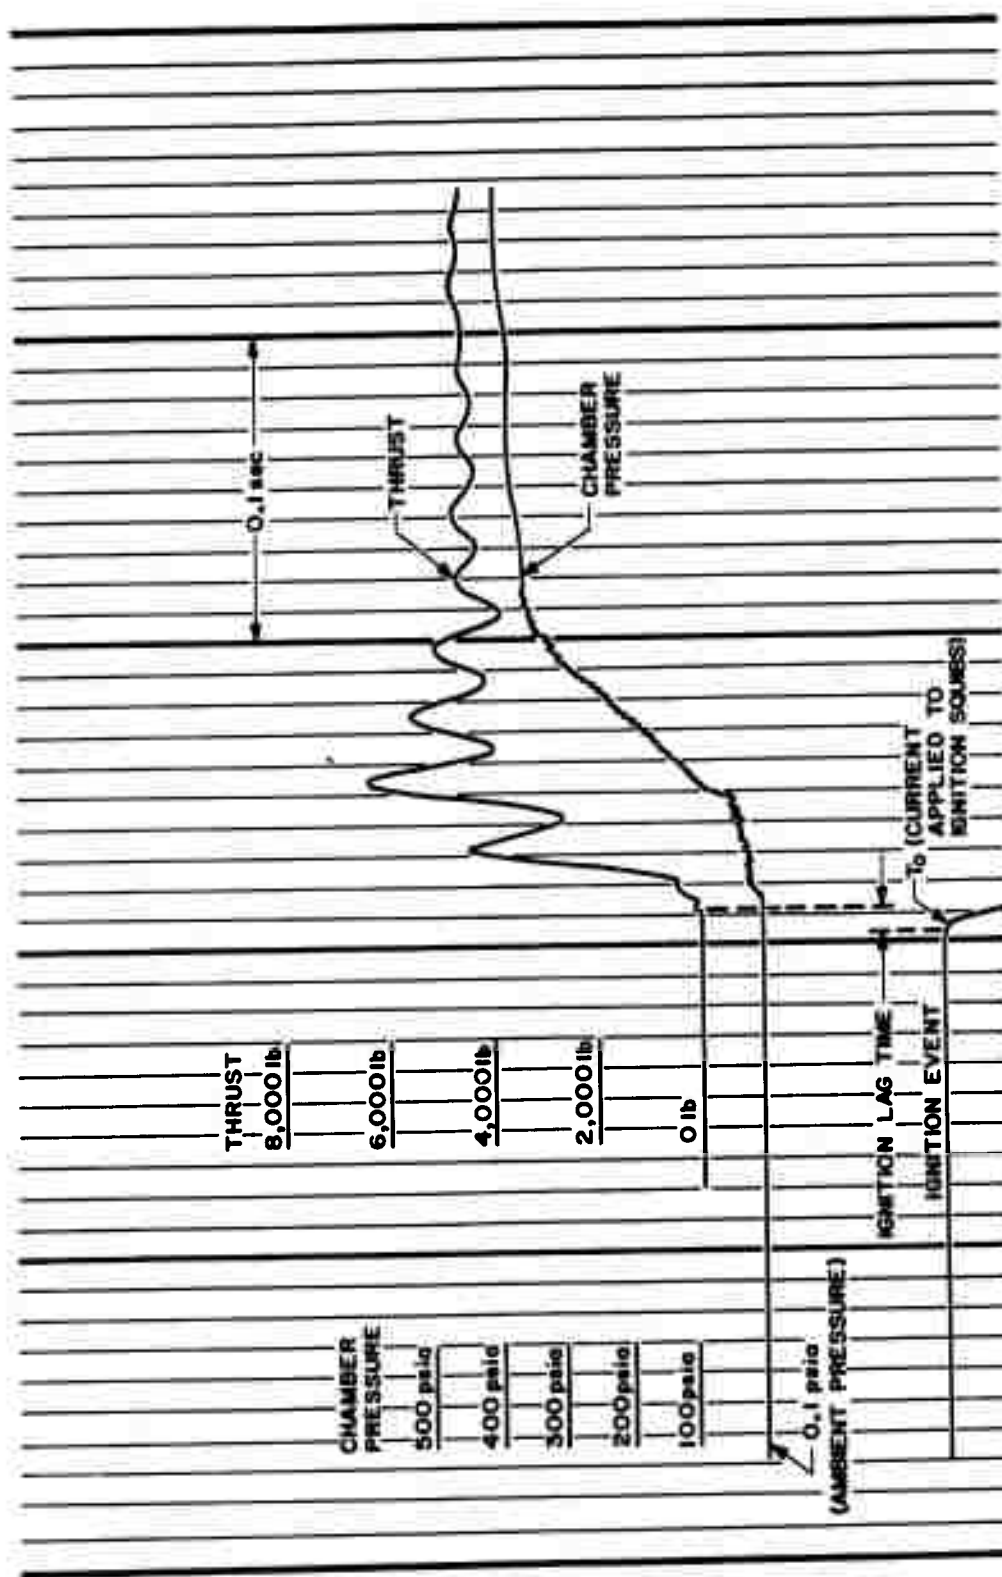 CHAMBER
PRESSURE
500 psia
400 psia
300 psia
200 psia
100 psia
0.1 psia
(AMBIENT PRESSURE)
THRUST
8,000 lb
6,000 lb
4,000 lb
2,000 lb
0 lb
IGNITION LAG TIME
IGNITION EVENT
T₀ (CURRENT
APPLIED TO
IGNITION SQUIBS)
0.1 sec
THRUST
CHAMBER
PRESSURE